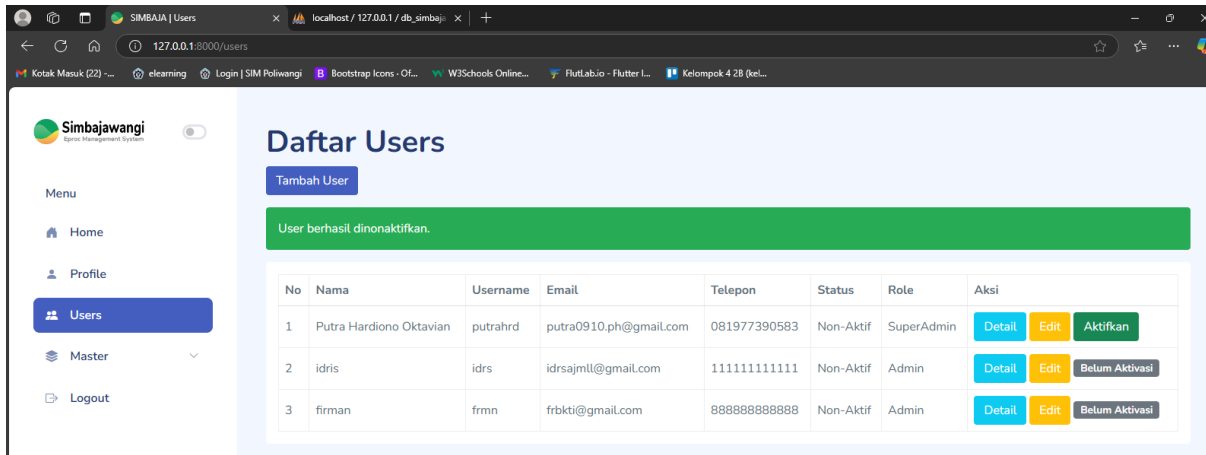 SIMBAJA | Users
localhost / 127.0.0.1 / db_simbaja
127.0.0.1:8000/users
Kotak Masuk (22) -... elearning Login | SIM Poliwangi Bootstrap Icons · Of... W3Schools Online... FlutLab.io - Flutter I... Kelompok 4 2B (kel...
Simbajawangi
Eproc Management System
Menu
Home
Profile
Users
Master
Logout
Daftar Users
Tambah User
User berhasil dinonaktifkan.
No Nama Username Email Telepon Status Role Aksi
1 Putra Hardiono Oktavian putrahrd putra0910.ph@gmail.com 081977390583 Non-Aktif SuperAdmin Detail Edit Aktifkan
2 idris idrs idrsajmll@gmail.com 111111111111 Non-Aktif Admin Detail Edit Belum Aktivasi
3 firman frmn frbkti@gmail.com 888888888888 Non-Aktif Admin Detail Edit Belum Aktivasi